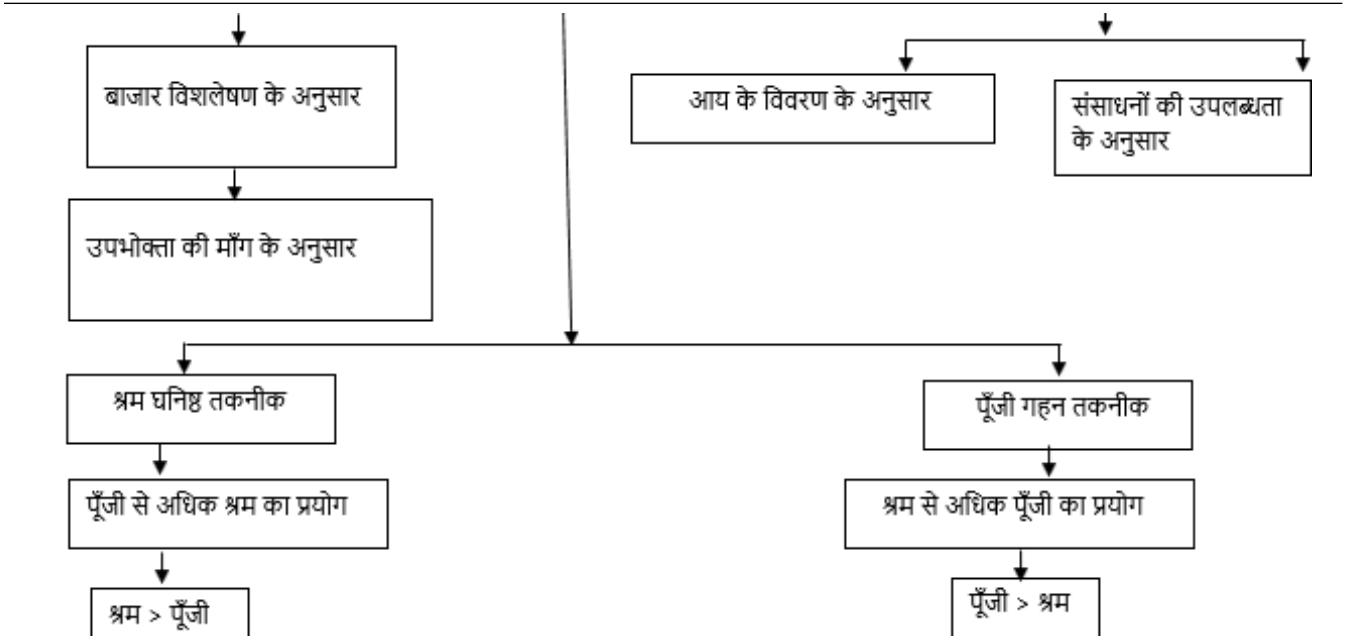 बाजार विशलेषण के अनुसार
आय के विवरण के अनुसार
संसाधनों की उपलब्धता
के अनुसार
उपभोक्ता की माँग के अनुसार
श्रम घनिष्ठ तकनीक
पूँजी गहन तकनीक
पूँजी से अधिक श्रम का प्रयोग
श्रम से अधिक पूँजी का प्रयोग
श्रम > पूँजी
पूँजी > श्रम